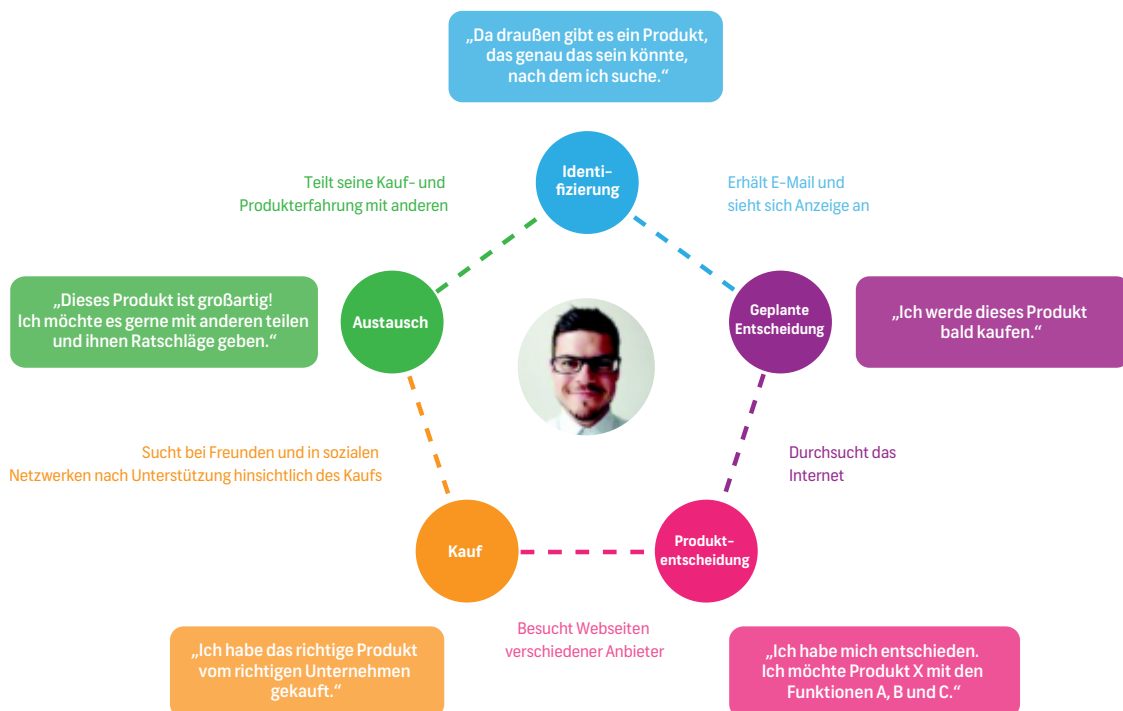 „Da draußen gibt es ein Produkt,
das genau das sein könnte,
nach dem ich suche.“
Identi-
fizierung
Erhält E-Mail und
sieht sich Anzeige an
Geplante
Entscheidung
„Ich werde dieses Produkt
bald kaufen.“
Durchsucht das
Internet
Produkt-
entscheidung
„Ich habe mich entschieden.
Ich möchte Produkt X mit den
Funktionen A, B und C.“
Besucht Webseiten
verschiedener Anbieter
Kauf
„Ich habe das richtige Produkt
vom richtigen Unternehmen
gekauft.“
Sucht bei Freunden und in sozialen
Netzwerken nach Unterstützung hinsichtlich des Kaufs
Austausch
„Dieses Produkt ist großartig!
Ich möchte es gerne mit anderen teilen
und ihnen Ratschläge geben.“
Teilt seine Kauf- und
Produkterfahrung mit anderen